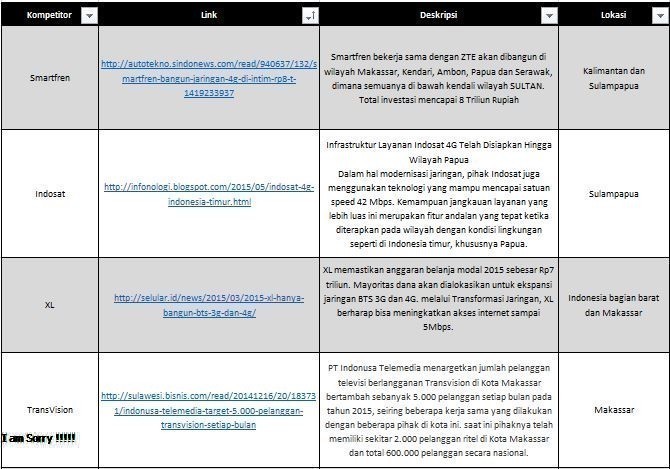 Kompetitor Link Deskripsi Lokasi
Smartfren
http://autotekno.sindonews.com/read/940637/132/s
martfren-bangun-jaringan-4g-di-intim-rp8-t-
1419233937
Smartfren bekerja sama dengan ZTE akan dibangun di
wilayah Makassar, Kendari, Ambon, Papua dan Serawak,
dimana semuanya di bawah kendali wilayah SULTAN.
Total investasi mencapai 8 Triliun Rupiah
Kalimantan dan
Sulampapua
Indosat
http://infonologi.blogspot.com/2015/05/indosat-4g-
indonesia-timur.html
Infrastruktur Layanan Indosat 4G Telah Disiapkan Hingga
Wilayah Papua
Dalam hal modernisasi jaringan, pihak Indosat juga
menggunakan teknologi yang mampu mencapai satuan
speed 42 Mbps. Kemampuan jangkauan layanan yang
lebih luas ini merupakan fitur andalan yang tepat ketika
diterapkan pada wilayah dengan kondisi lingkungan
seperti di Indonesia timur, khususnya Papua.
Sulampapua
XL
http://selular.id/news/2015/03/2015-xl-hanya-
bangun-bts-3g-dan-4g/
XL memastikan anggaran belanja modal 2015 sebesar Rp7
triliun. Mayoritas dana akan dialokasikan untuk ekspansi
jaringan BTS 3G dan 4G. melalui Transformasi Jaringan, XL
berharap bisa meningkatkan akses internet sampai
5Mbps.
Indonesia bagian barat
dan Makassar
TransVision
http://sulawesi.bisnis.com/read/20141216/20/18373
1/indonusa-telemedia-target-5.000-pelanggan-
transvision-setiap-bulan
PT Indonusa Telemedia menargetkan jumlah pelanggan
televisi berlangganan Transvision di Kota Makassar
bertambah sebanyak 5.000 pelanggan setiap bulan pada
tahun 2015, seiring beberapa kerja sama yang dilakukan
dengan beberapa pihak di kota ini. saat ini pihaknya telah
memiliki sekitar 2.000 pelanggan ritel di Kota Makassar
dan total 600.000 pelanggan secara nasional.
Makassar
I am Sorry !!!!!